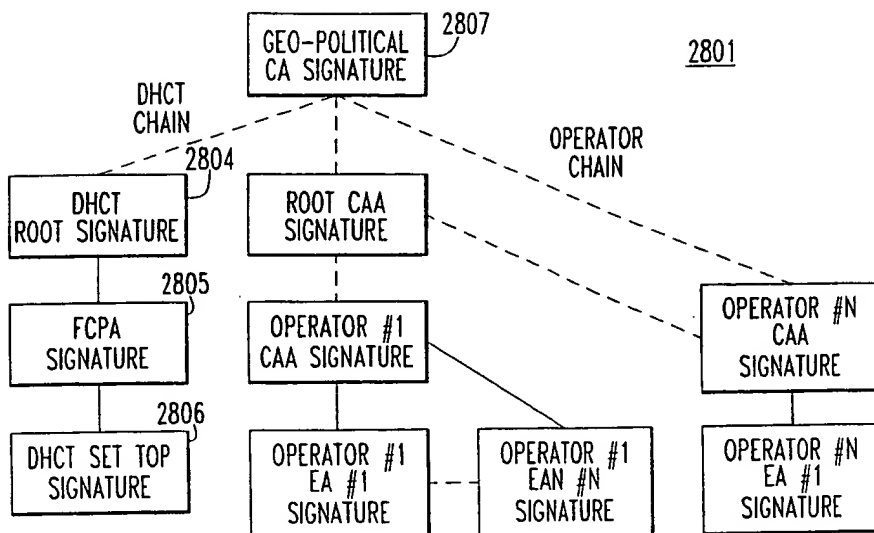 2807
GEO-POLITICAL
CA SIGNATURE
2801
DHCT
CHAIN
OPERATOR
CHAIN
2804
DHCT
ROOT SIGNATURE
ROOT CAA
SIGNATURE
2805
FCPA
SIGNATURE
OPERATOR #1
CAA SIGNATURE
OPERATOR #N
CAA
SIGNATURE
2806
DHCT SET TOP
SIGNATURE
OPERATOR #1
EA #1
SIGNATURE
OPERATOR #1
EAN #N
SIGNATURE
OPERATOR #N
EA #1
SIGNATURE